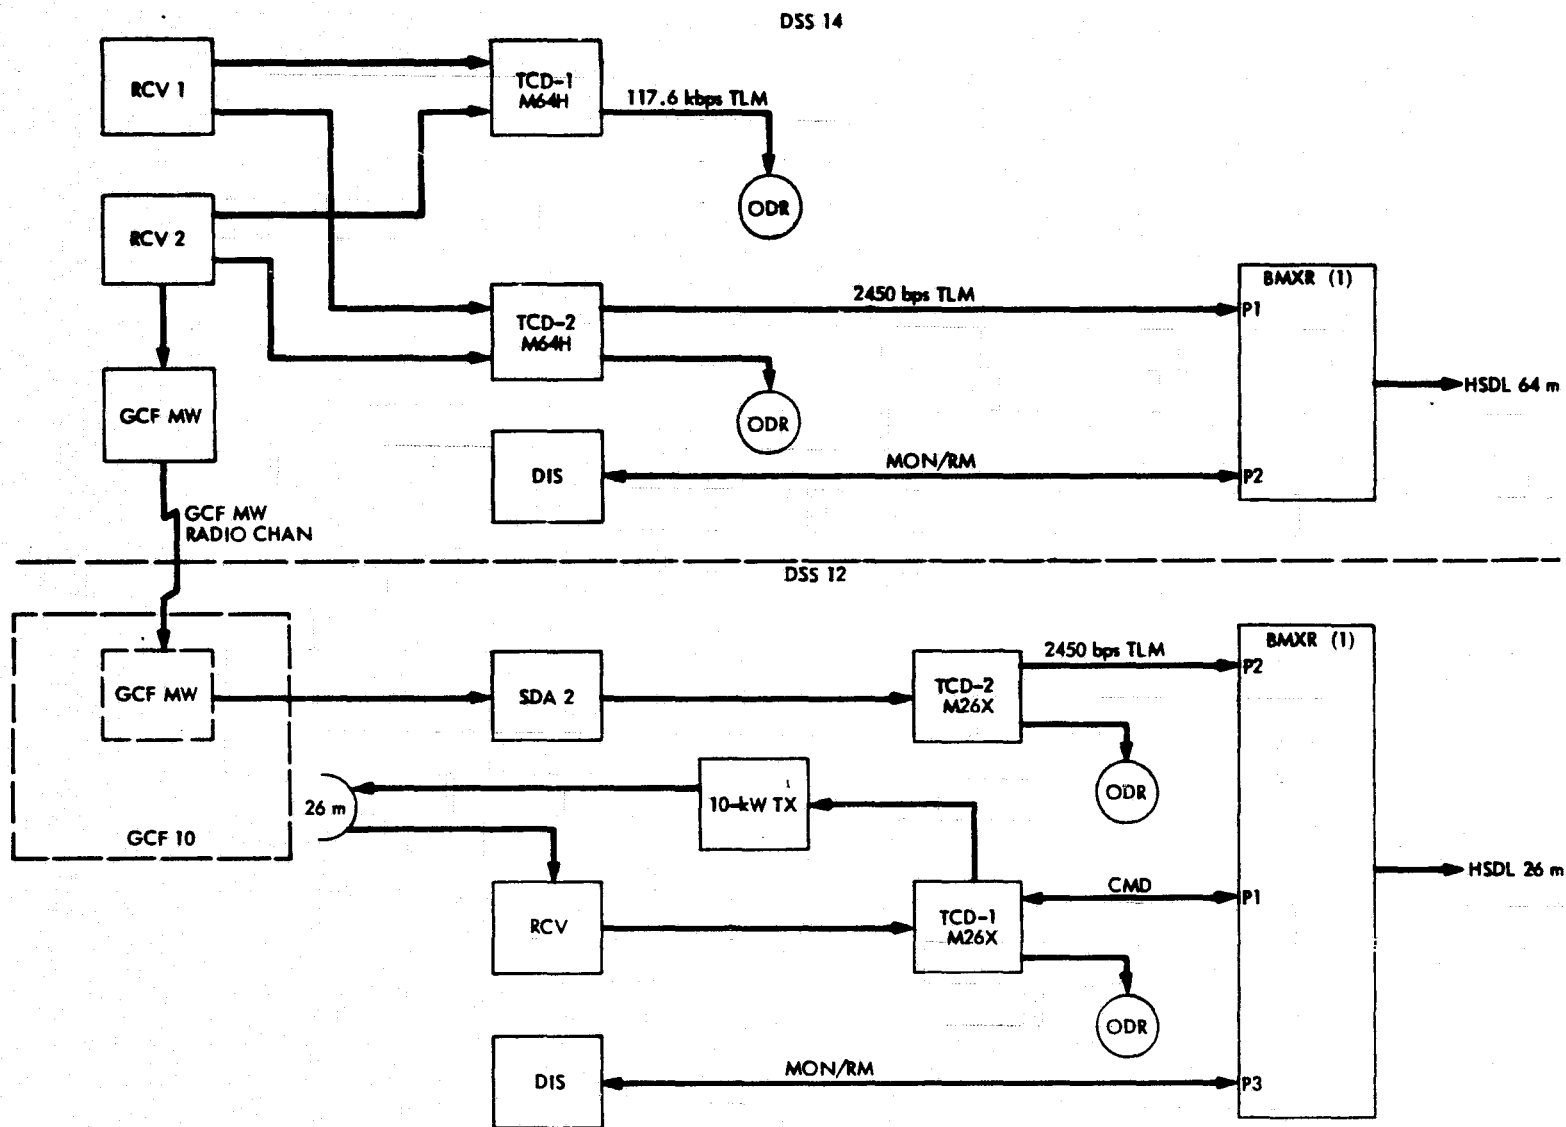 DSS 14
RCV 1
TCD-1
M64H
117.6 kbps TLM
ODR
RCV 2
TCD-2
M64H
2450 bps TLM
BMXR (1)
P1
ODR
HSDL 64 m
GCF MW
DIS
MON/RM
P2
GCF MW
RADIO CHAN
DSS 12
GCF MW
GCF 10
SDA 2
TCD-2
M26X
2450 bps TLM
BMXR (1)
P2
ODR
26 m
10-kW TX
RCV
TCD-1
M26X
CMD
P1
HSDL 26 m
ODR
DIS
MON/RM
P3